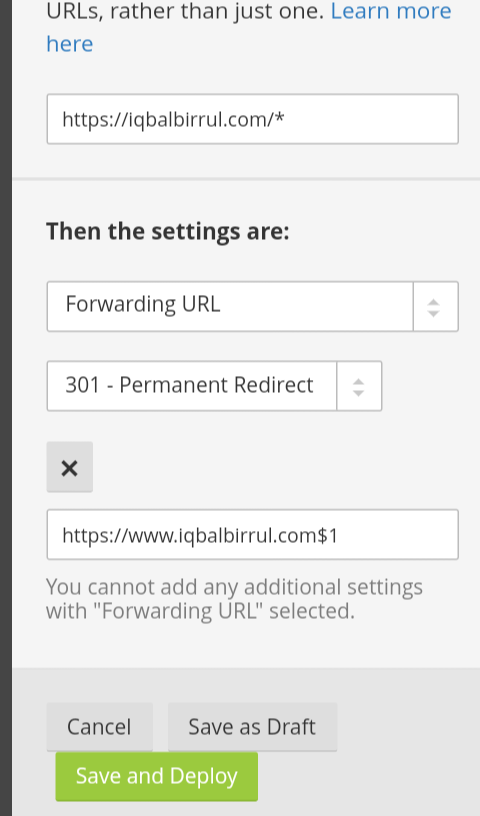 URLs, rather than just one. Learn more
here
https://iqbalbirrul.com/*
Then the settings are:
Forwarding URL
301 - Permanent Redirect
×
https://www.iqbalbirrul.com$1
You cannot add any additional settings
with "Forwarding URL" selected.
Cancel
Save as Draft
Save and Deploy